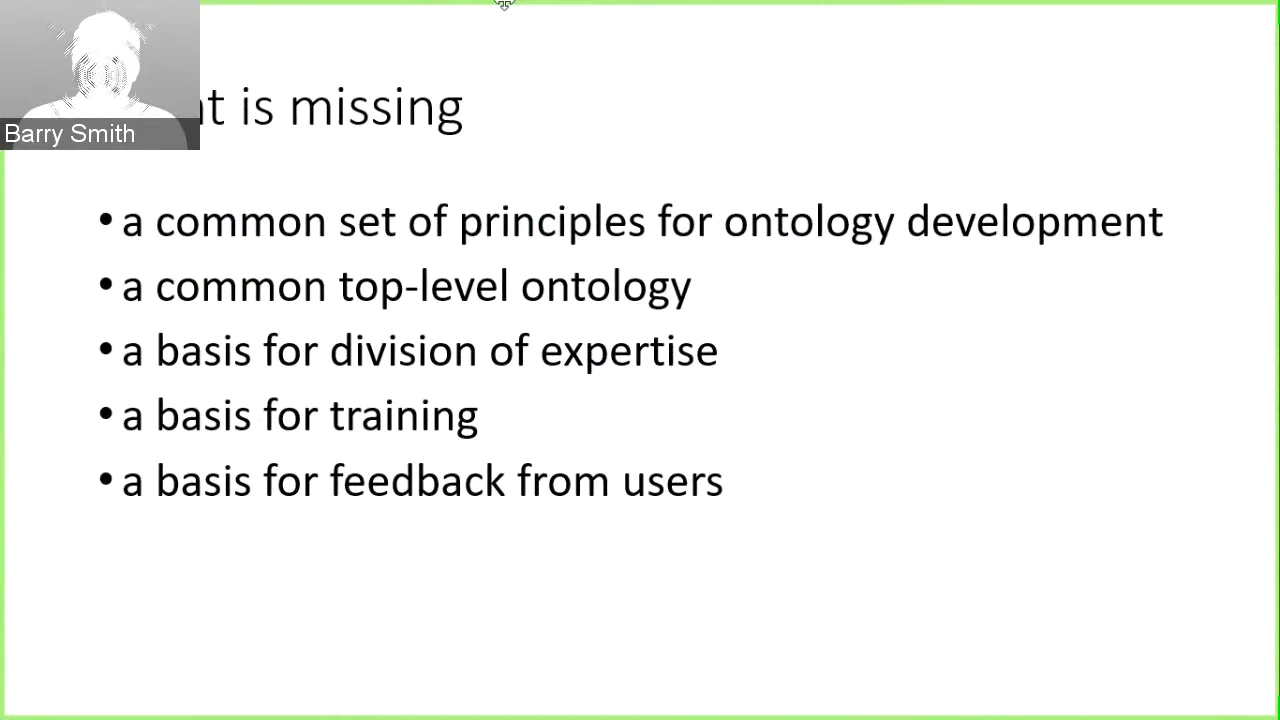 is missing
Barry Smith
• a common set of principles for ontology development
• a common top-level ontology
• a basis for division of expertise
• a basis for training
• a basis for feedback from users